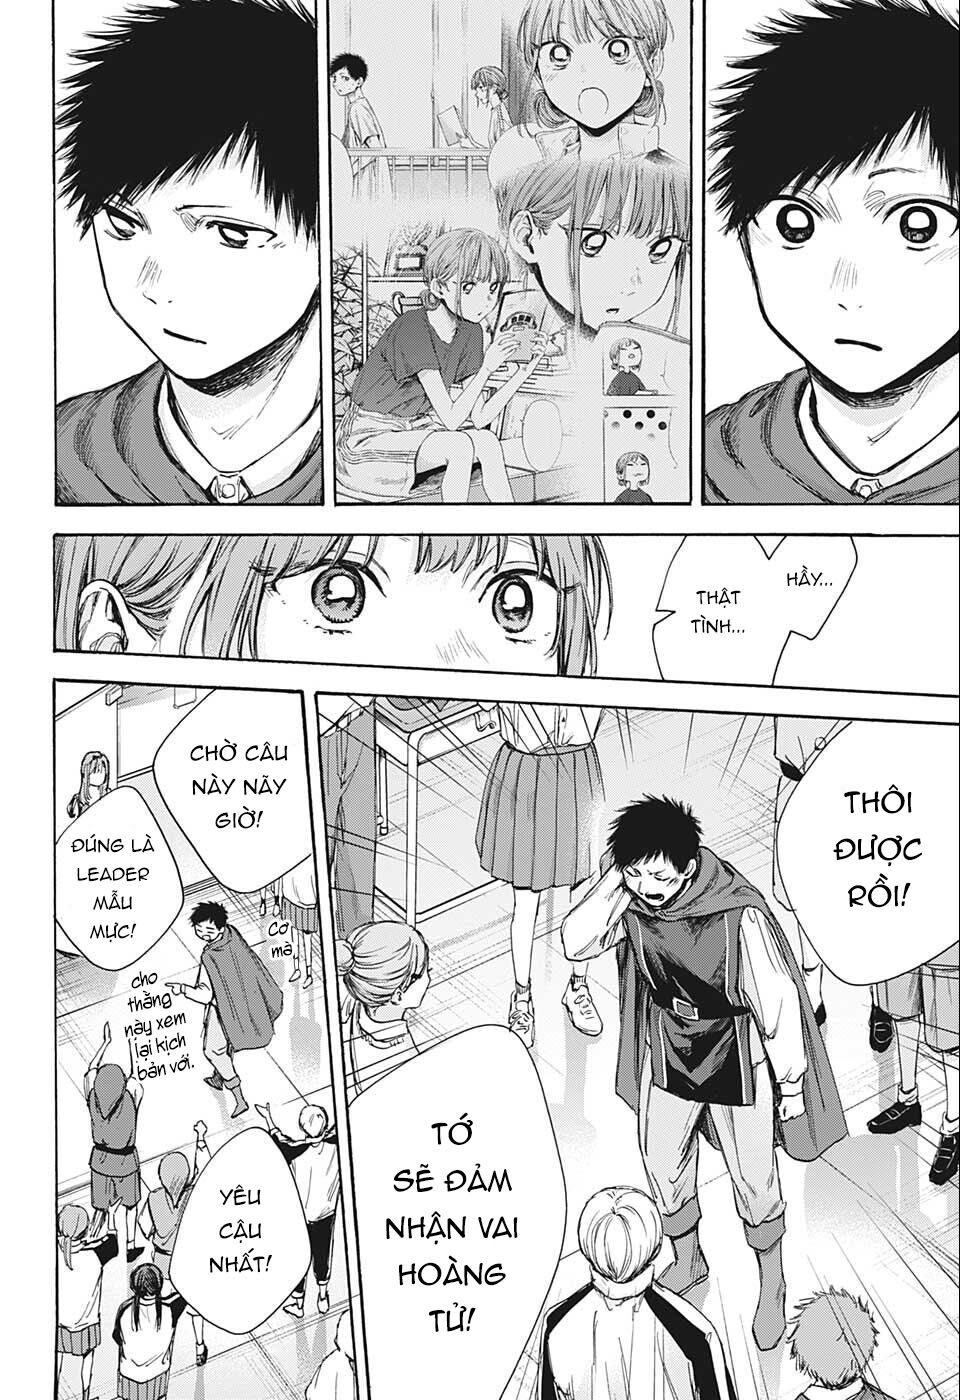 HẦY...
THẬT
TÌNH...
THÔI
ĐƯỢC
RỒI!
TỚ
SẼ ĐẢM
NHẬN VAI
HOÀNG
TỬ!
CHỜ CÂU
NÀY NÃY
GIỜ!
ĐÚNG LÀ
LEADER
MẪU
MỰC!
Cơ
mà
cho
thằng
này xem
lại kịch
bản với.
YÊU
CẬU
NHẤT!